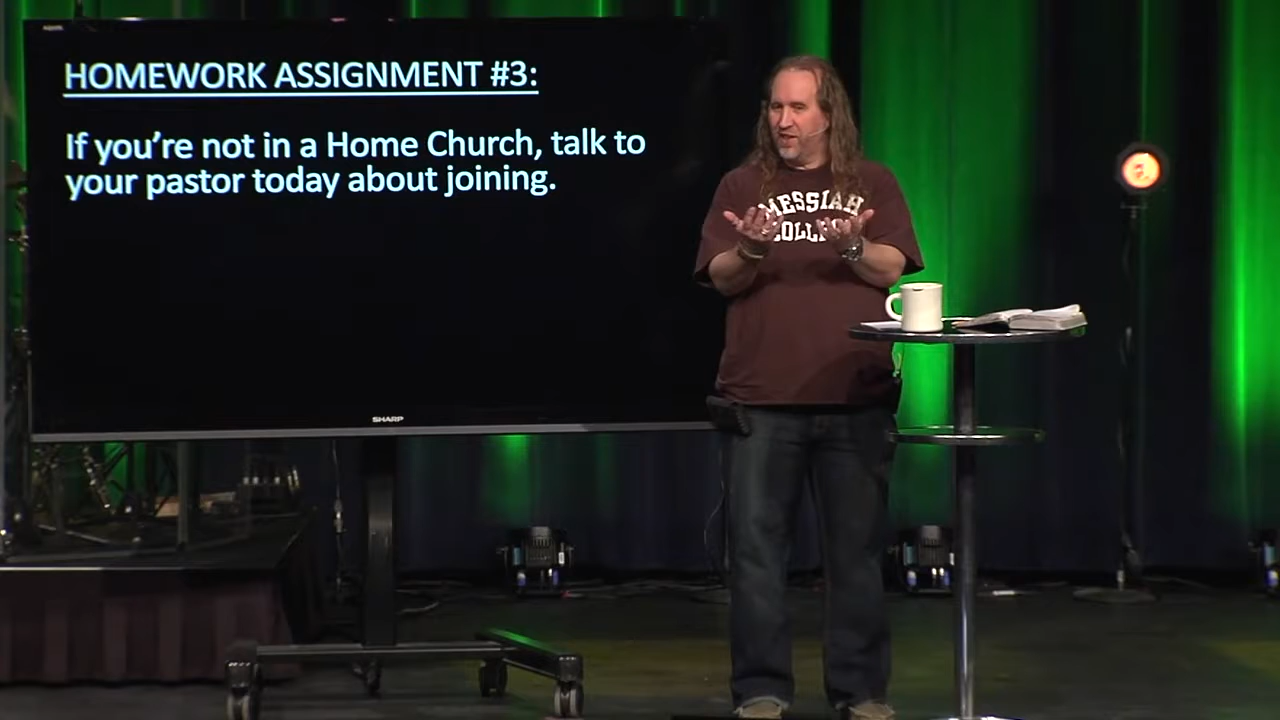 HOMEWORK ASSIGNMENT #3:
If you're not in a Home Church, talk to
your pastor today about joining.
MESSIAH
SHARP